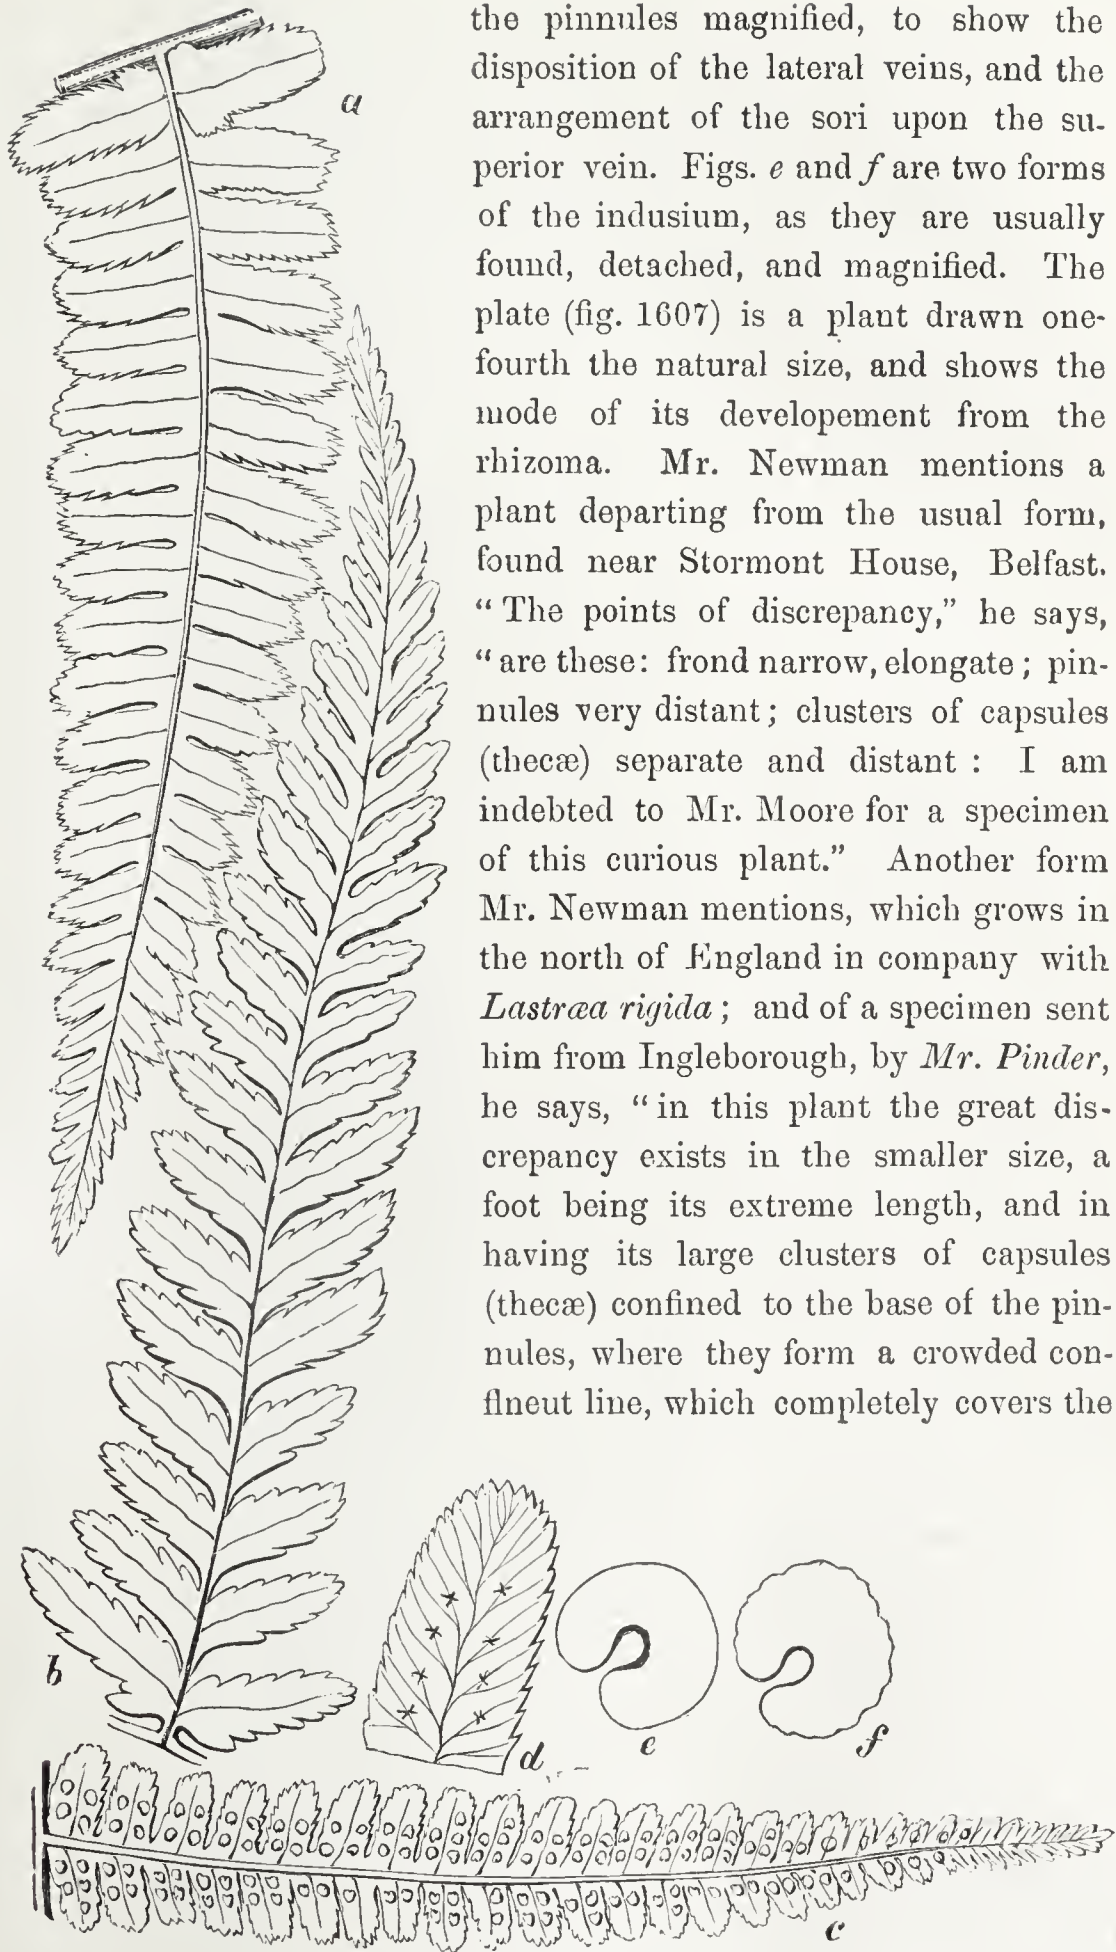 the pinnules magnified, to show the
disposition of the lateral veins, and the
arrangement of the sori upon the su-
perior vein. Figs. e and f are two forms
of the indusium, as they are usually
found, detached, and magnified. The
plate (fig. 1607) is a plant drawn one-
fourth the natural size, and shows the
mode of its developement from the
rhizoma. Mr. Newman mentions a
plant departing from the usual form,
found near Stormont House, Belfast.
“The points of discrepancy,” he says,
“are these: frond narrow, elongate; pin-
nules very distant; clusters of capsules
(thecæ) separate and distant: I am
indebted to Mr. Moore for a specimen
of this curious plant.” Another form
Mr. Newman mentions, which grows in
the north of England in company with
Lastræa rigida; and of a specimen sent
him from Ingleborough, by Mr. Pinder,
he says, “in this plant the great dis-
crepancy exists in the smaller size, a
foot being its extreme length, and in
having its large clusters of capsules
(thecæ) confined to the base of the pin-
nules, where they form a crowded con-
flneut line, which completely covers the
a
b
d
e
f
c